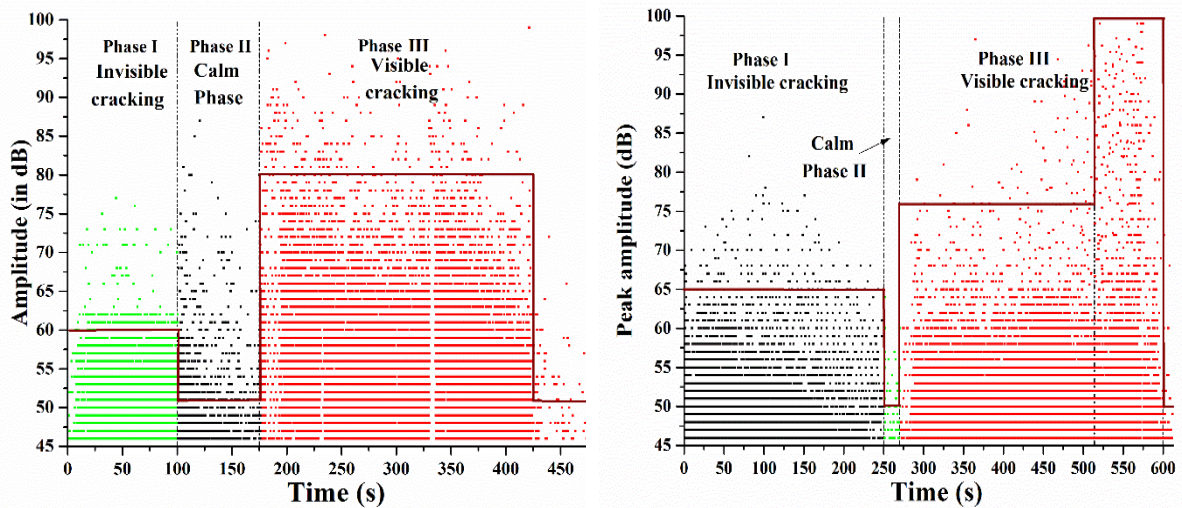 100
95
90
85
80
75
70
65
60
55
50
45
Amplitude (in dB)
Phase I
Invisible
cracking
Phase II
Calm
Phase
Phase III
Visible
cracking
0 50 100 150 200 250 300 350 400 450
Time (s)
100
95
90
85
80
75
70
65
60
55
50
45
Peak amplitude (dB)
Phase I
Invisible cracking
Calm
Phase II
Phase III
Visible cracking
0 50 100 150 200 250 300 350 400 450 500 550 600
Time (s)